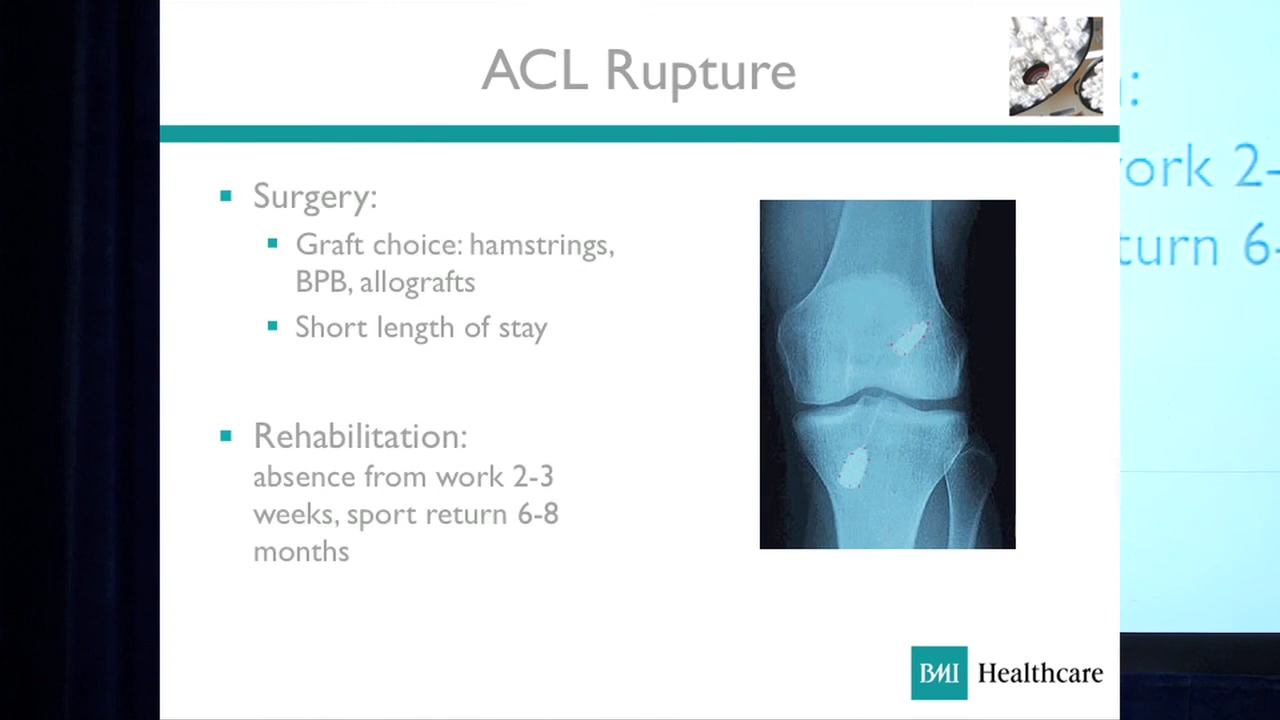 ACL Rupture
Surgery:
Graft choice: hamstrings,
BPB, allografts
Short length of stay
Rehabilitation:
absence from work 2-3
weeks, sport return 6-8
months
BMI Healthcare
:
ork 2-
turn 6-